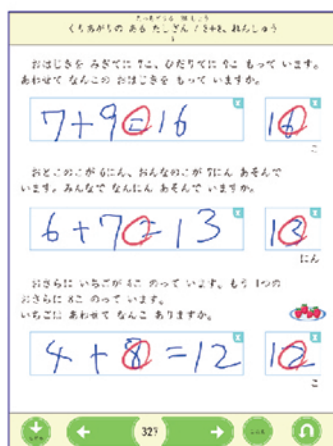 くりあがりの ある たしざん
れんしゅう
おはじきを みぎてに 7こ、ひだりてに 9こ もって います。
あわせて なんこの おはじきを もって いますか。
7+9=16
16
こ
おとこのこが 6にん、おんなのこが 7にん あそんで
います。みんなで なんにん あそんで いますか。
6+7=13
13
にん
おさらに いちごが 4こ のって います。もう 1つの
おさらに 8こ のって います。
いちごは あわせて なんこ ありますか。
4+8=12
12
こ
327